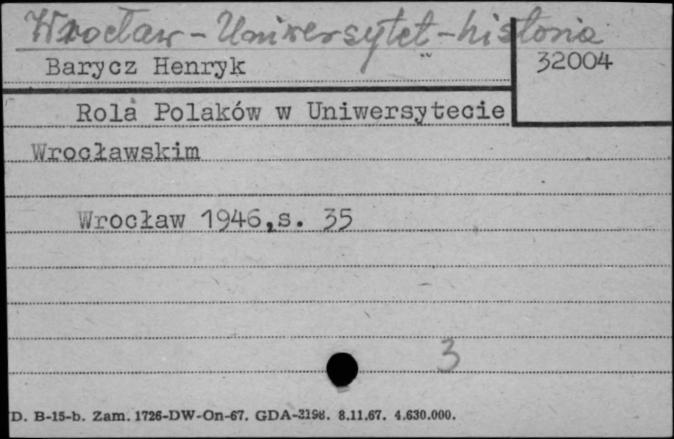 Wrocław - Uniwersytet - historia
Barycz Henryk
32004
Rola Polaków w Uniwersytecie
Wrocławskim
Wrocław 1946,s. 35
3
D. B-15-b. Zam. 1726-DW-On-67. GDA-2198. 8.11.67. 4.630.000.